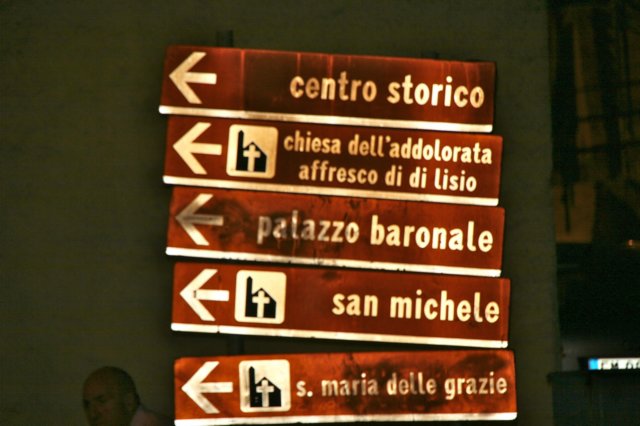 centro storico
chiesa dell'addolorata
affresco di di lisio
palazzo baronale
san michele
s. maria delle grazie